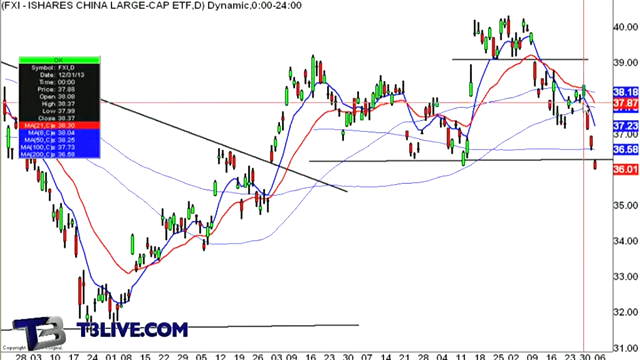 (FXI - ISHARES CHINA LARGE-CAP ETF,D) Dynamic,0:00-24:00
Symbol: FXI,D
Date: 12/01/13
Time: 00:00
Price: 37.88
Open: 38.08
High: 38.37
Low: 37.99
Close: 38.37
MA(21,C)c: 38.30
MA(8,C)c: 38.04
MA(50,C)c: 38.25
MA(100,C)c: 37.73
MA(200,C)c: 36.58
40.00
39.00
38.18
37.87
37.23
36.58
36.01
35.00
34.00
33.00
32.00
31.00
T3LIVE.COM
28 03 10 17 24 01 08 15 22 29 05 12 19 26 03 10 17 24 31 07 14 21 28 04 11 18 25 02 09 16 23 30 06